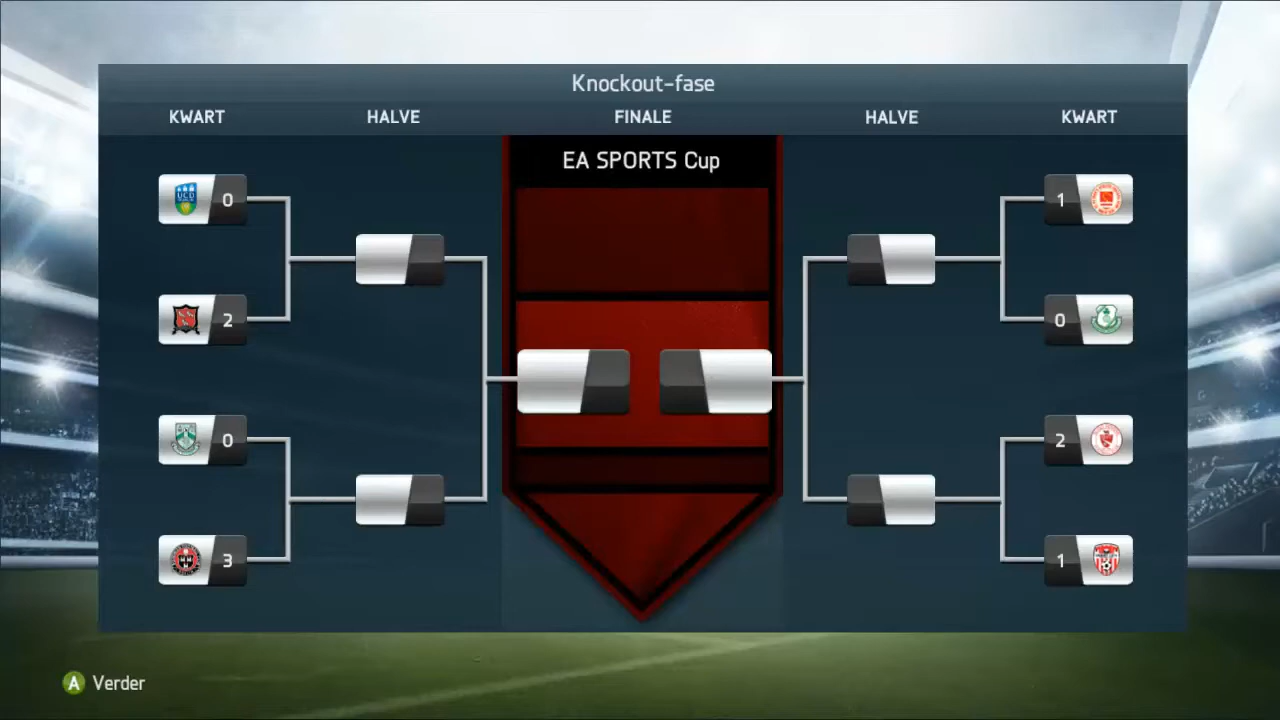 Knockout-fase
KWART HALVE FINALE HALVE KWART
EA SPORTS Cup
UCD 0 1
2 0
0 2
3 1
A Verder